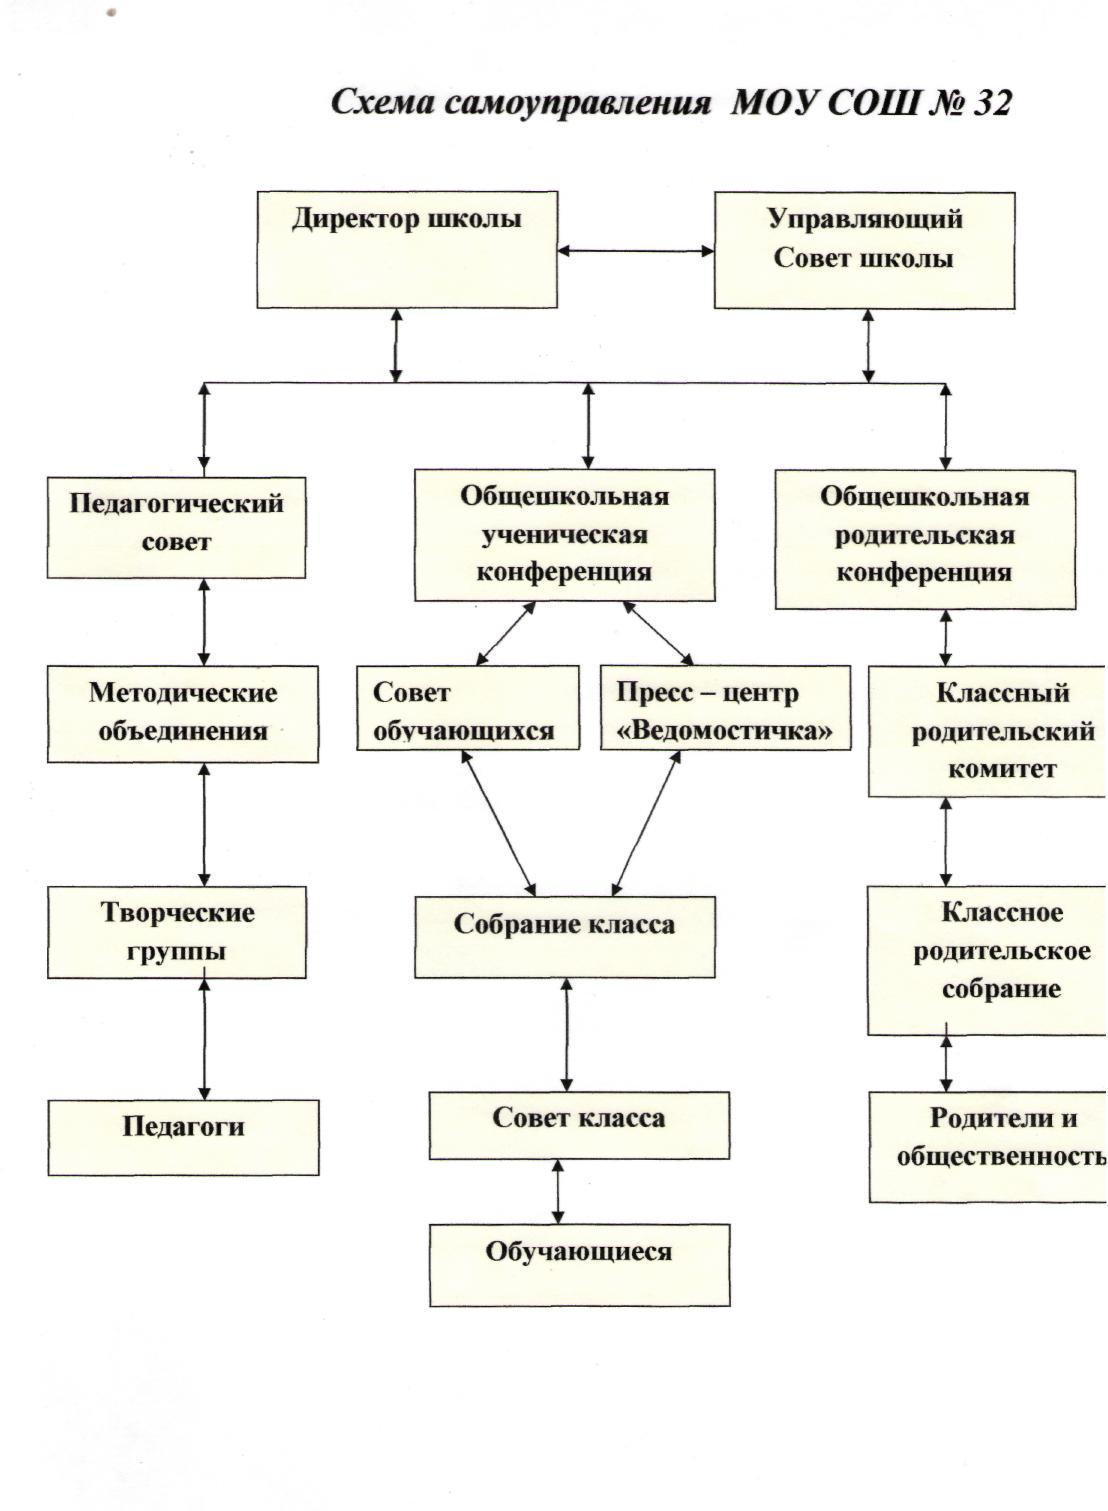 Схема самоуправления МОУ СОШ № 32
Директор школы
Управляющий
Совет школы
Педагогический
совет
Общешкольная
ученическая
конференция
Общешкольная
родительская
конференция
Методические
объединения
Совет
обучающихся
Пресс – центр
«Ведомостичка»
Классный
родительский
комитет
Творческие
группы
Собрание класса
Классное
родительское
собрание
Педагоги
Совет класса
Родители и
общественность
Обучающиеся